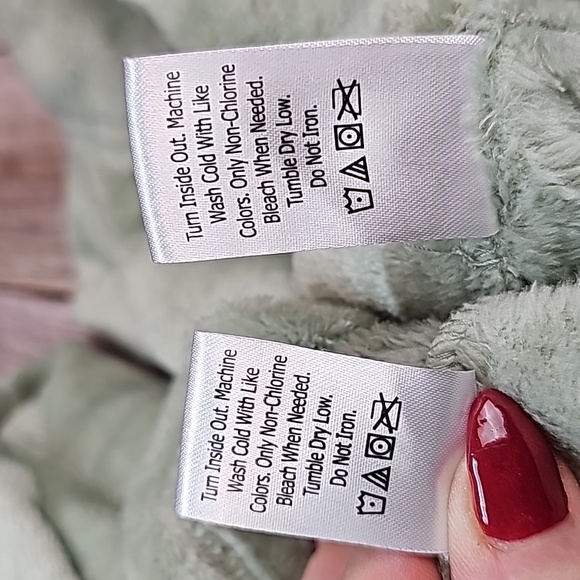 Turn Inside Out. Machine
Wash Cold With Like
Colors. Only Non-Chlorine
Bleach When Needed.
Tumble Dry Low.
Do Not Iron.
Turn Inside Out. Machine
Wash Cold With Like
Colors. Only Non-Chlorine
Bleach When Needed.
Tumble Dry Low.
Do Not Iron.